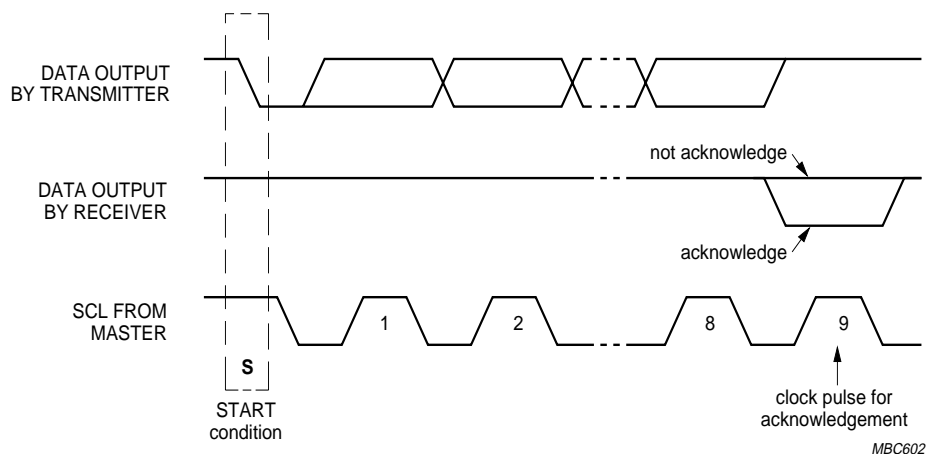 DATA OUTPUT
BY TRANSMITTER
not acknowledge
DATA OUTPUT
BY RECEIVER
acknowledge
SCL FROM
MASTER
1
2
8
9
S
START
condition
clock pulse for
acknowledgement
MBC602